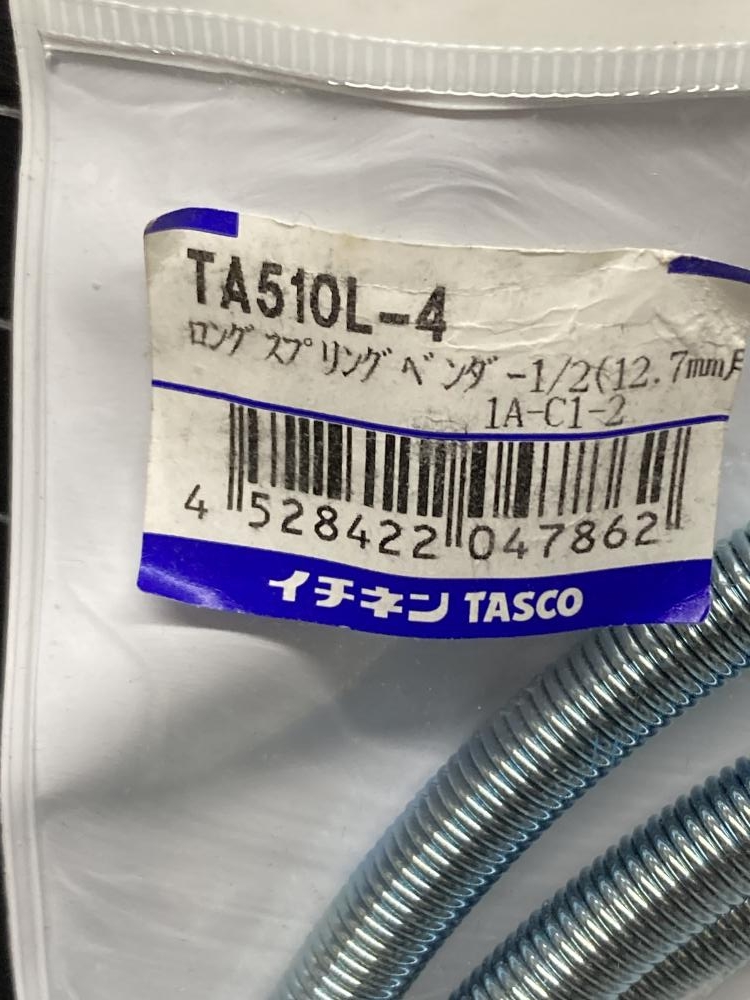 TA510L-4
ﾛﾝｸﾞ ｽﾌﾟﾘﾝｸﾞ ﾍﾞﾝﾀﾞ-1/2(12.7mm
1A-C1-2
4 528422 047862
イチネン TASCO